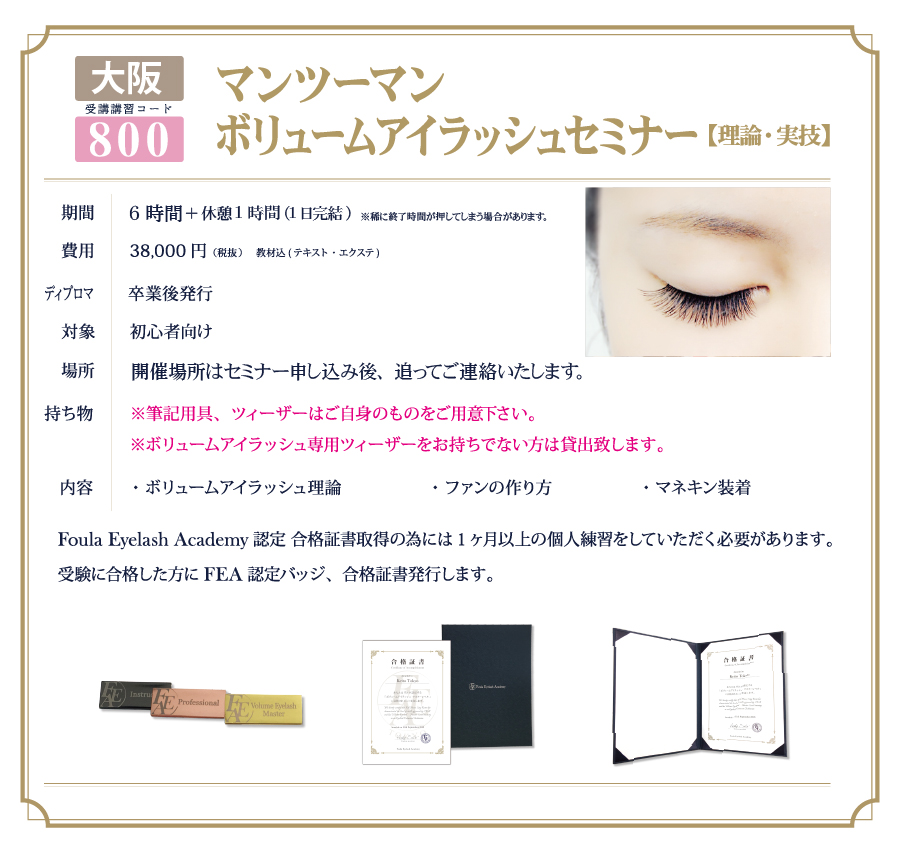 大阪
受講講習コード
800
マンツーマン
ボリュームアイラッシュセミナー【理論・実技】
期間 6 時間＋休憩1 時間 (1 日完結 ) ※稀に終了時間が押してしまう場合があります。
費用 38,000 円（税抜） 教材込 ( テキスト・エクステ )
ディプロマ 卒業後発行
対象 初心者向け
場所 開催場所はセミナー申し込み後、追ってご連絡いたします。
持ち物 ※筆記用具、ツィーザーはご自身のものをご用意下さい。
※ボリュームアイラッシュ専用ツィーザーをお持ちでない方は貸出致します。
内容 ・ボリュームアイラッシュ理論 ・ファンの作り方 ・マネキン装着
Foula Eyelash Academy 認定 合格証書取得の為には 1 ヶ月以上の個人練習をしていただく必要があります。
受験に合格した方に FEA 認定バッジ、合格証書発行します。
FAE Professional
FAE Volume Eyelash
Master
合格証書
Foula Eyelash Academy
合格証書